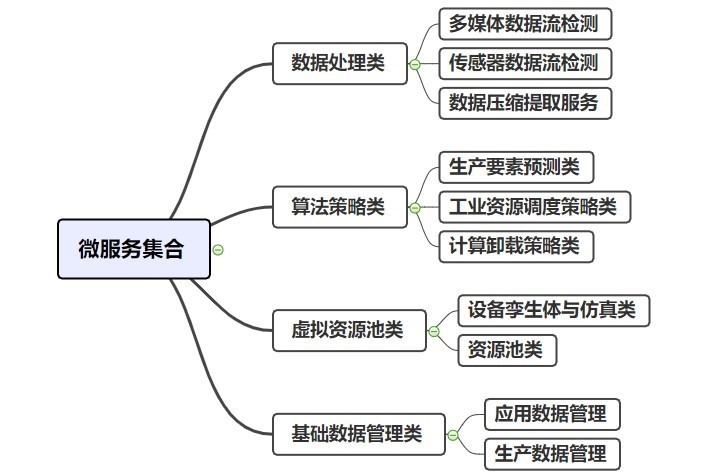 微服务集合
数据处理类
多媒体数据流检测
传感器数据流检测
数据压缩提取服务
算法策略类
生产要素预测类
工业资源调度策略类
计算卸载策略类
虚拟资源池类
设备孪生体与仿真类
资源池类
基础数据管理类
应用数据管理
生产数据管理